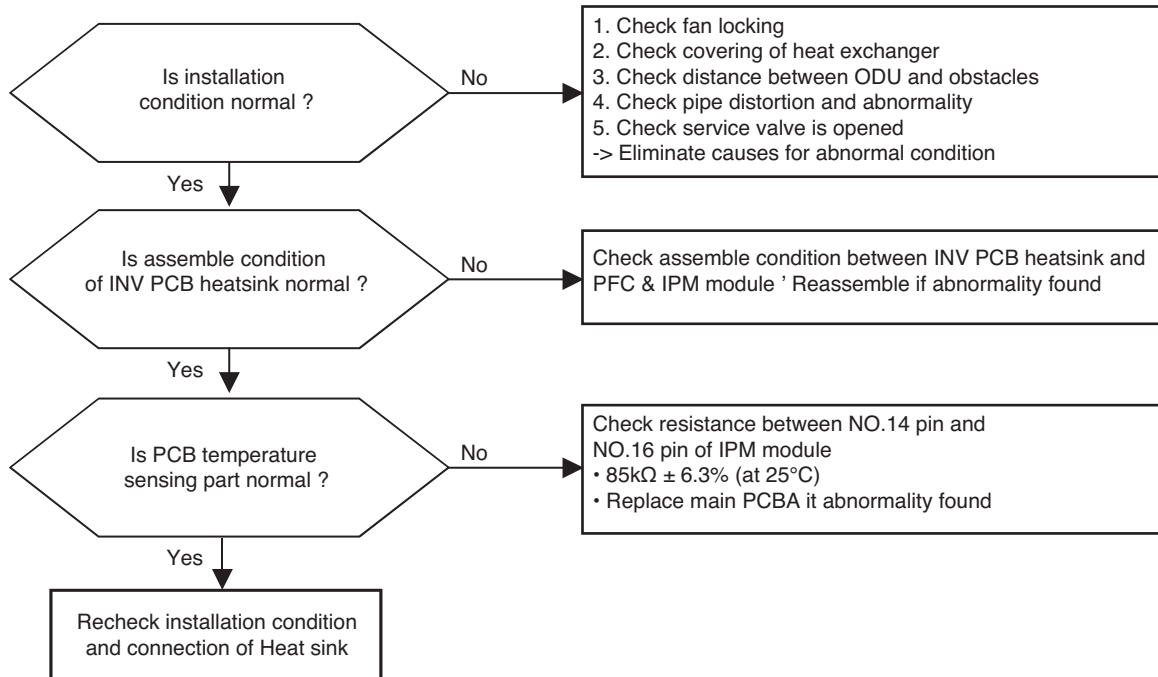 Is installation
condition normal ?
No
1. Check fan locking
2. Check covering of heat exchanger
3. Check distance between ODU and obstacles
4. Check pipe distortion and abnormality
5. Check service valve is opened
-> Eliminate causes for abnormal condition
Yes
Is assemble condition
of INV PCB heatsink normal ?
No
Check assemble condition between INV PCB heatsink and
PFC & IPM module ’ Reassemble if abnormality found
Yes
Is PCB temperature
sensing part normal ?
No
Check resistance between NO.14 pin and
NO.16 pin of IPM module
• 85kΩ ± 6.3% (at 25°C)
• Replace main PCBA it abnormality found
Yes
Recheck installation condition
and connection of Heat sink